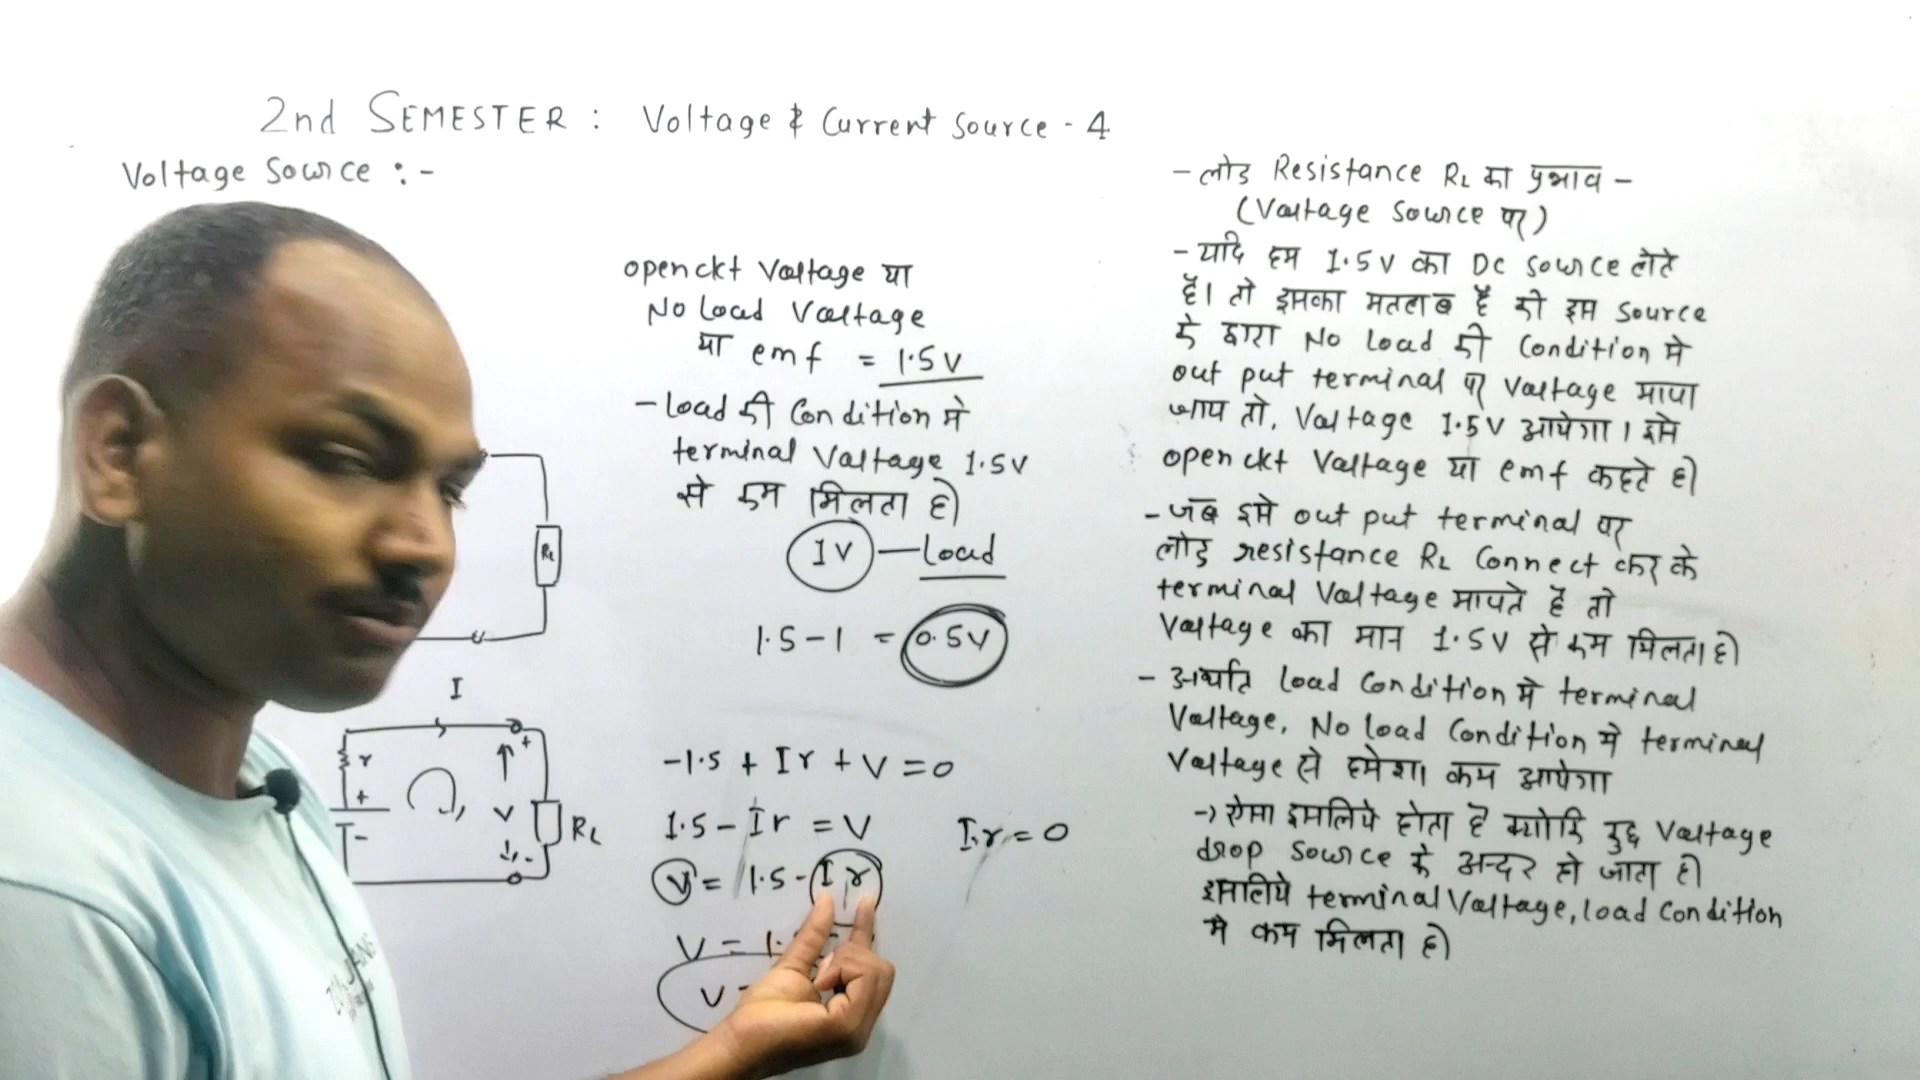 2nd SEMESTER : Voltage & Current Source - 4
Voltage Source :-
open ckt Voltage या
No Load Voltage
या emf = 1.5 V
- Load की Condition मे
terminal Voltage 1.5V
से कम मिलता है।
1V — Load
1.5 - 1 = 0.5V
RL
I
r
+
+
V
-
-
RL
-1.5 + Ir + V = 0
1.5 - Ir = V
I.r = 0
V = 1.5 - Ir
V = 1.
V =
- लोड Resistance RL का प्रभाव -
(Voltage Source पर)
- यदि हम 1.5V का DC Source लेते
हैं। तो इसका मतलब है की इस Source
के द्वारा No Load की Condition मे
out put terminal पर Voltage मापा
जाय तो, Voltage 1.5V आयेगा। इसे
open ckt Voltage या emf कहते है।
- जब इसे out put terminal पर
लोड resistance RL Connect कर के
terminal Voltage मापते हैं तो
Voltage का मान 1.5V से कम मिलता है।
- अर्थात Load Condition मे terminal
Voltage, No Load Condition मे terminal
Voltage से हमेशा कम आयेगा
→ ऐसा इसलिये होता है क्योकि कुछ Voltage
drop Source के अन्दर हो जाता है।
इसलिये terminal Voltage, Load Condition
मे कम मिलता है।